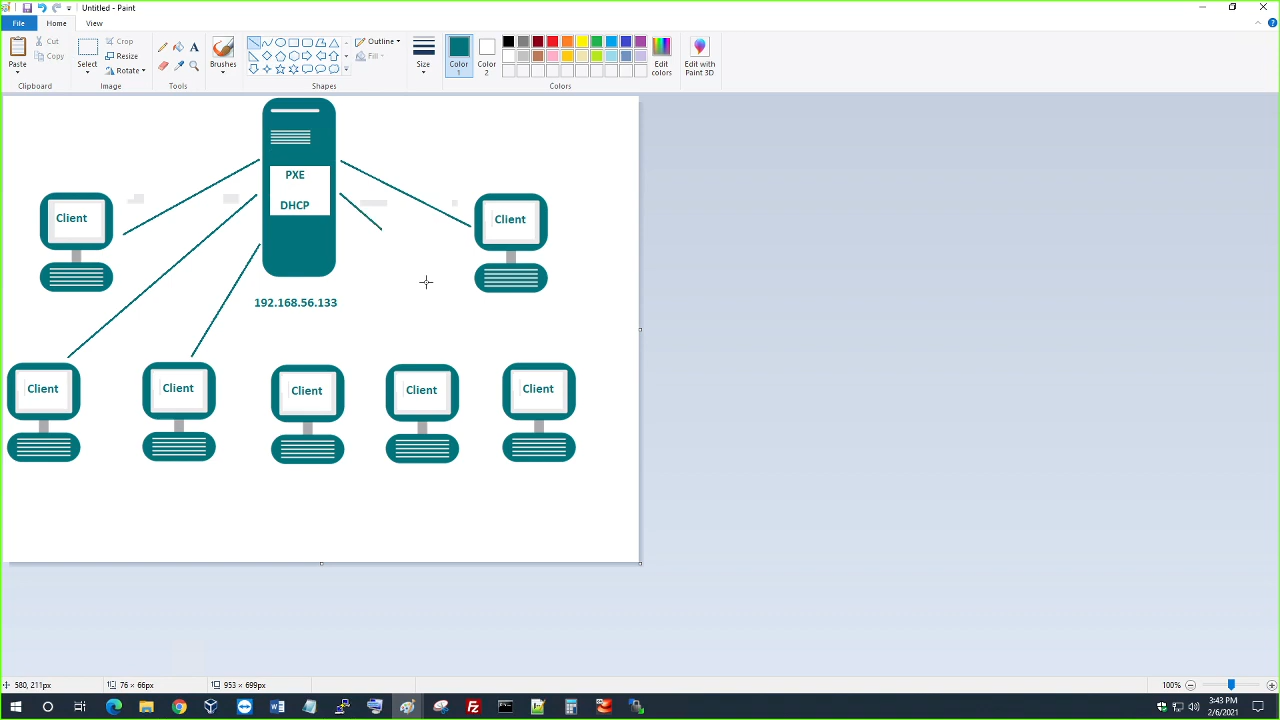 Untitled - Paint
File
Home
View
Paste
Cut
Copy
Clipboard
Select
Crop
Resize
Rotate
Image
Tools
Brushes
Outline
Fill
Shapes
Size
Color
1
Color
2
Edit
colors
Edit with
Paint 3D
Colors
PXE
DHCP
Client
Client
192.168.56.133
Client
Client
Client
Client
Client
580, 211px
76 × 66px
953 × 699px
100%
3:43 PM
2/6/2021